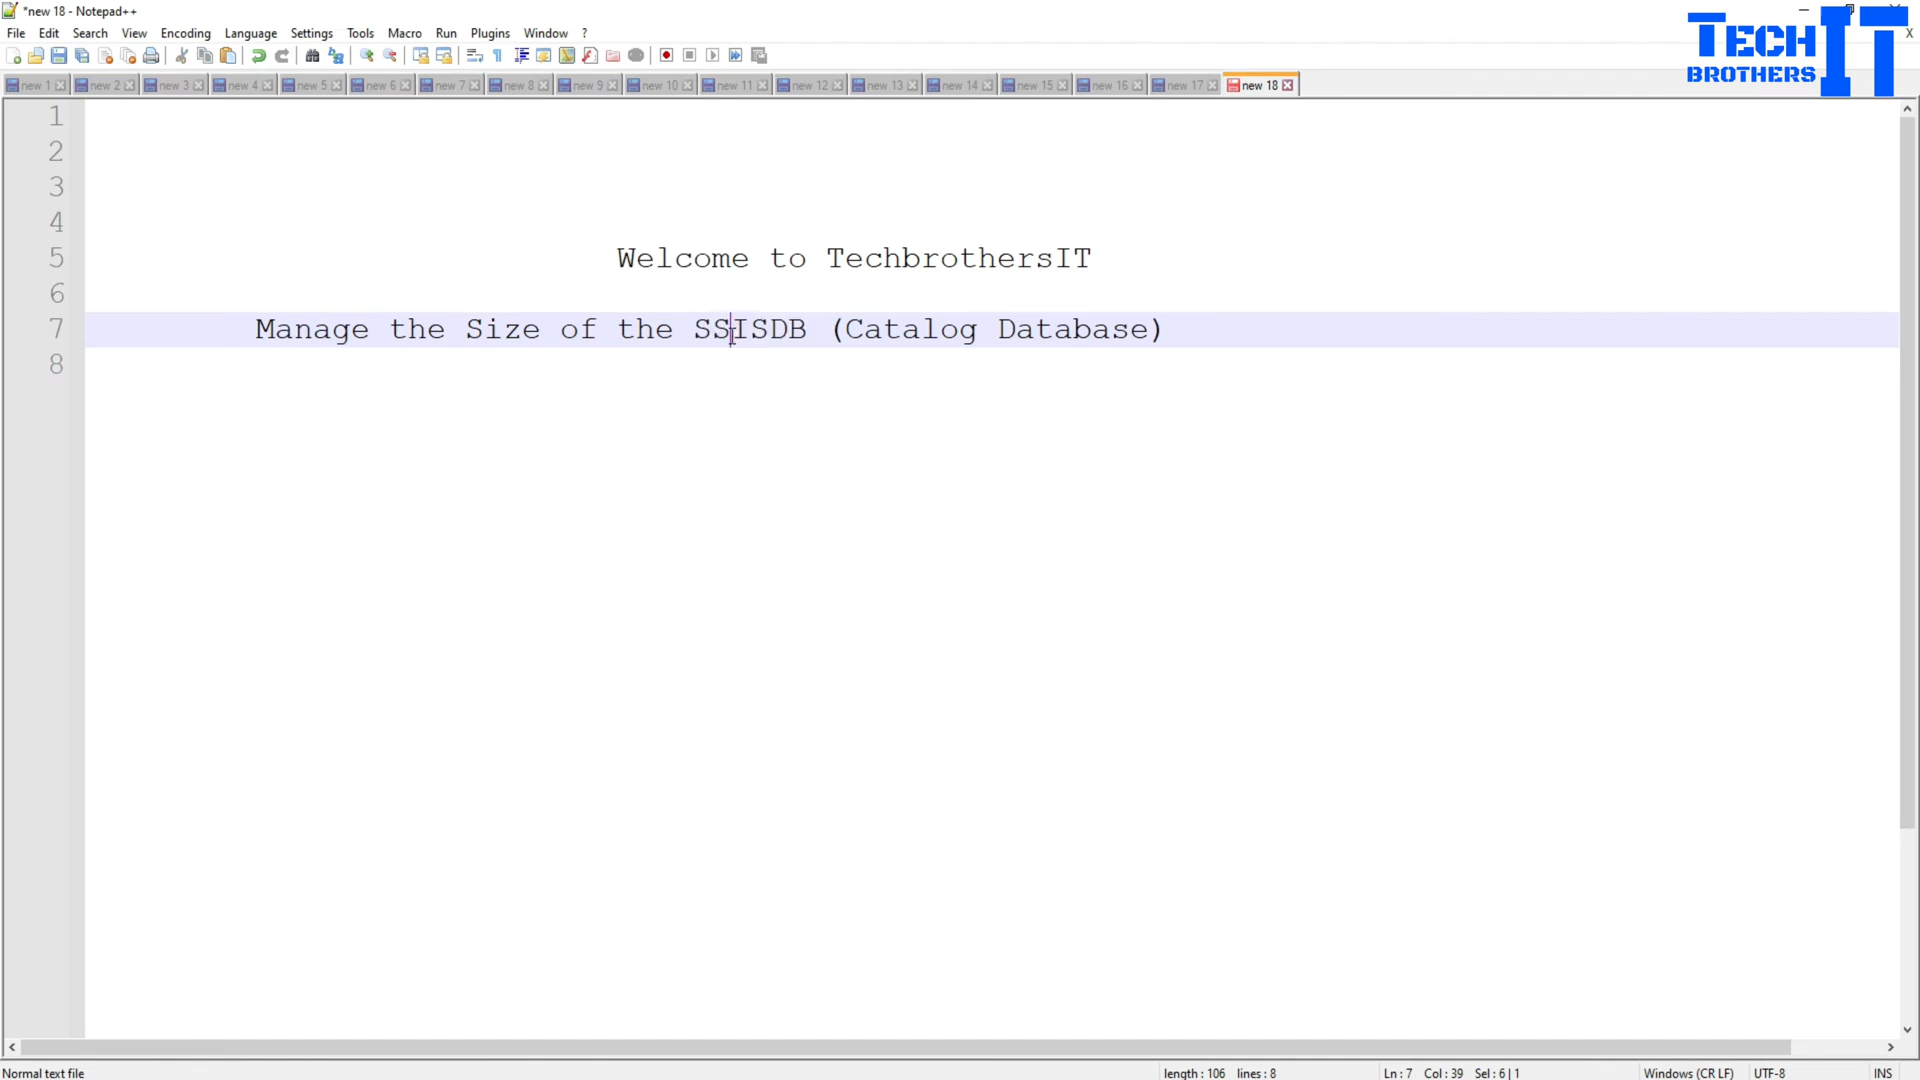 *new 18 - Notepad++
File Edit Search View Encoding Language Settings Tools Macro Run Plugins Window ? X
new 1 new 2 new 3 new 4 new 5 new 6 new 7 new 8 new 9 new 10 new 11 new 12 new 13 new 14 new 15 new 16 new 17 new 18
TECH IT
BROTHERS
1
2
3
4
5 Welcome to TechbrothersIT
6
7 Manage the Size of the SSISDB (Catalog Database)
8
Normal text file length : 106 lines : 8 Ln : 7 Col : 39 Sel : 6 | 1 Windows (CR LF) UTF-8 INS